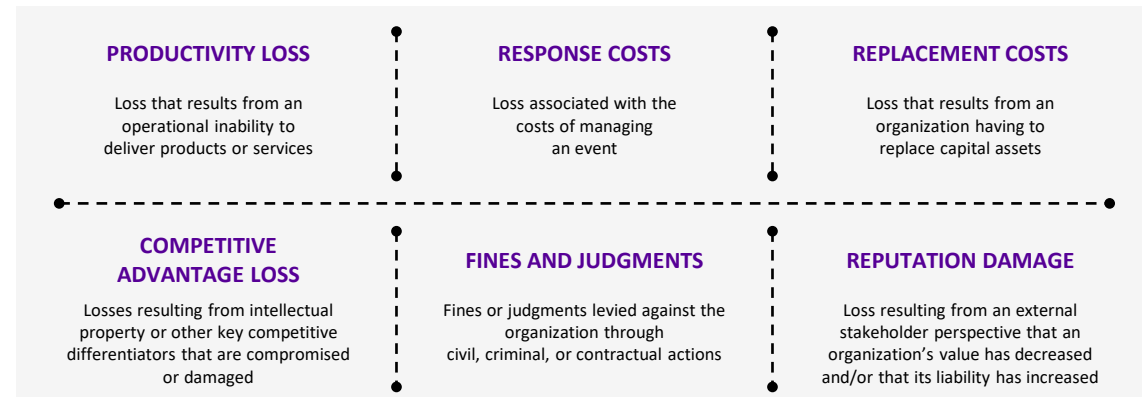 PRODUCTIVITY LOSS
Loss that results from an
operational inability to
deliver products or services
RESPONSE COSTS
Loss associated with the
costs of managing
an event
REPLACEMENT COSTS
Loss that results from an
organization having to
replace capital assets
COMPETITIVE
ADVANTAGE LOSS
Losses resulting from intellectual
property or other key competitive
differentiators that are compromised
or damaged
FINES AND JUDGMENTS
Fines or judgments levied against the
organization through
civil, criminal, or contractual actions
REPUTATION DAMAGE
Loss resulting from an external
stakeholder perspective that an
organization’s value has decreased
and/or that its liability has increased